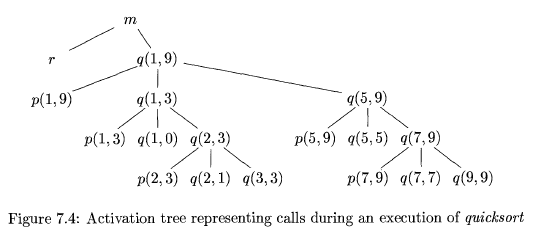 m
r q(1,9)
p(1,9) q(1,3) q(5,9)
p(1,3) q(1,0) q(2,3) p(5,9) q(5,5) q(7,9)
p(2,3) q(2,1) q(3,3) p(7,9) q(7,7) q(9,9)
Figure 7.4: Activation tree representing calls during an execution of quicksort